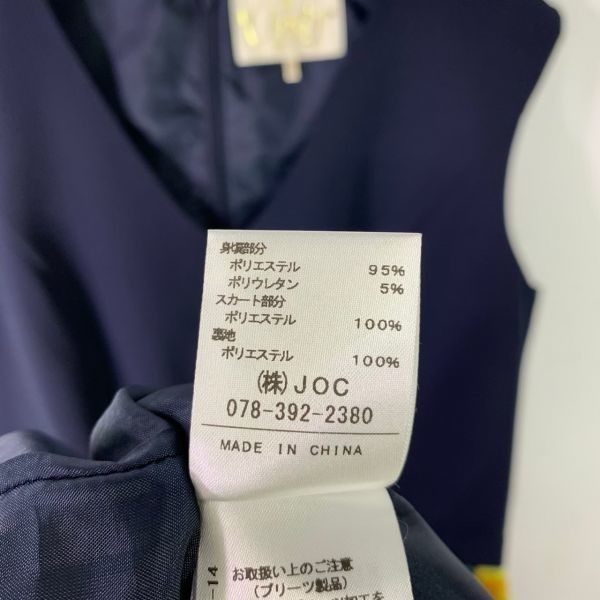 身頃部分
ポリエステル 95%
ポリウレタン 5%
スカート部分
ポリエステル 100%
裏地
ポリエステル 100%
(株)JOC
078-392-2380
MADE IN CHINA
-14
お取扱い上のご注意
(プリーツ製品)